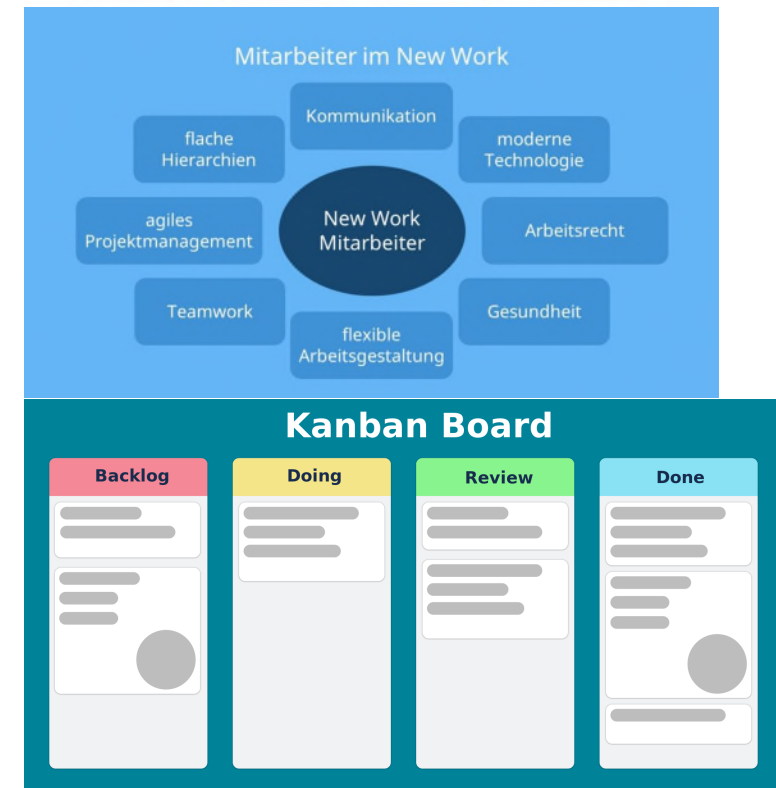 Mitarbeiter im New Work
Kommunikation
flache
Hierarchien
moderne
Technologie
agiles
Projektmanagement
New Work
Mitarbeiter
Arbeitsrecht
Teamwork
Gesundheit
flexible
Arbeitsgestaltung
Kanban Board
Backlog
Doing
Review
Done